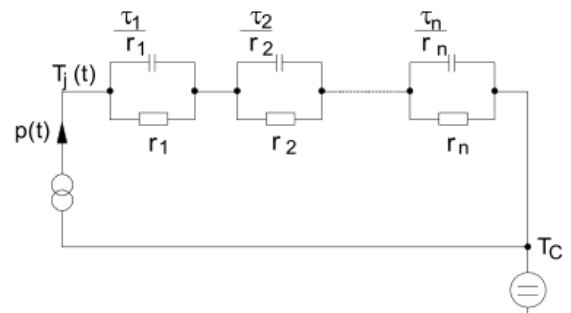 τ1 τ2 τn
r1 r2 rn
Tj (t)
p(t)
r1 r2 rn
TC